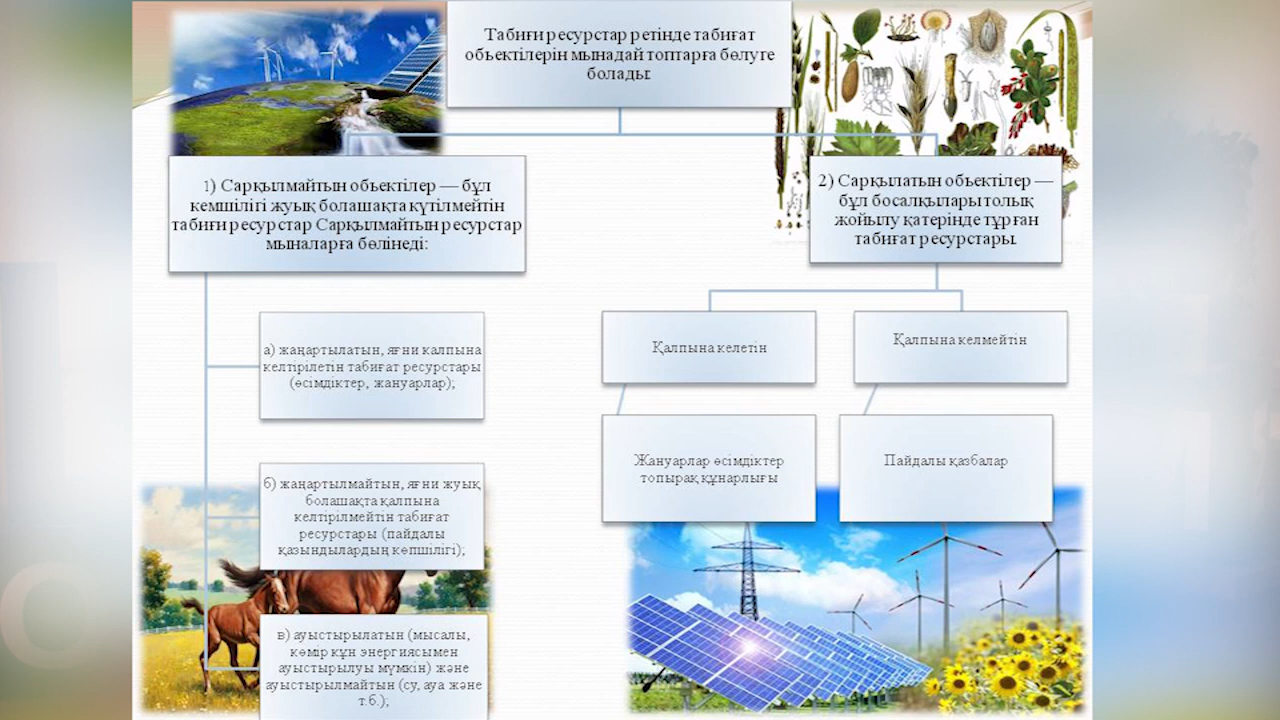 Табиғи ресурстар ретінде табиғат
объектілерін мынадай топтарға бөлуге
болады:
1) Сарқылмайтын объектілер — бұл
кемшілігі жуық болашақта күтілмейтін
табиғи ресурстар Сарқылмайтын ресурстар
мыналарға бөлінеді:
2) Сарқылатын объектілер —
бұл босалқылары толық
жойылу қатерінде тұрған
табиғат ресурстары.
а) жаңартылатын, яғни калпына
келтірілетін табиғат ресурстары
(өсімдіктер, жануарлар);
б) жаңартылмайтын, яғни жуық
болашақта қалпына
келтірілмейтін табиғат
ресурстары (пайдалы
қазындылардың көпшілігі);
в) ауыстырылатын (мысалы,
көмір күн энергиясымен
ауыстырылуы мүмкін) және
ауыстырылмайтын (су, ауа және
т.б.);
Қалпына келетін
Қалпына келмейтін
Жануарлар өсімдіктер
топырақ құнарлығы
Пайдалы қазбалар